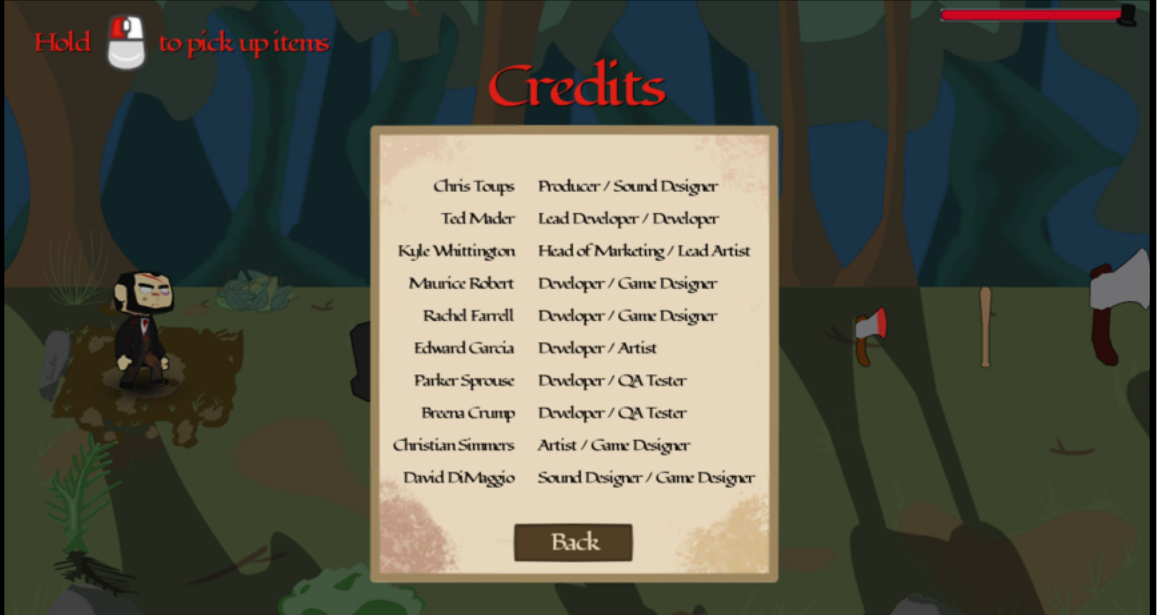 Hold to pick up items
Credits
Chris Toups Producer / Sound Designer
Ted Mader Lead Developer / Developer
Kyle Whittington Head of Marketing / Lead Artist
Maurice Robert Developer / Game Designer
Rachel Farrell Developer / Game Designer
Edward Garcia Developer / Artist
Parker Sprouse Developer / QA Tester
Breena Crump Developer / QA Tester
Christian Simmers Artist / Game Designer
David DiMaggio Sound Designer / Game Designer
Back